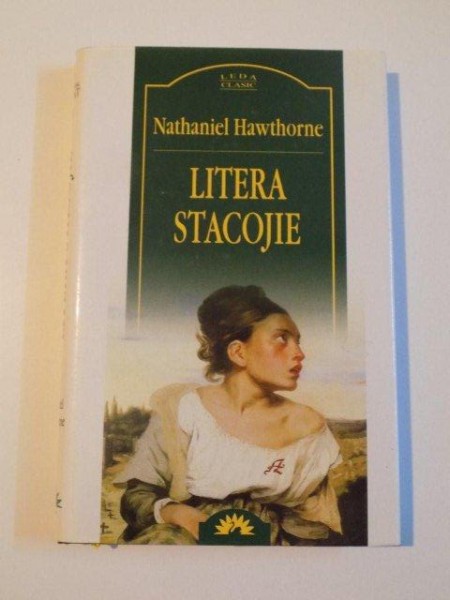 LEDA
CLASIC
Nathaniel Hawthorne
LITERA
STACOJIE
A